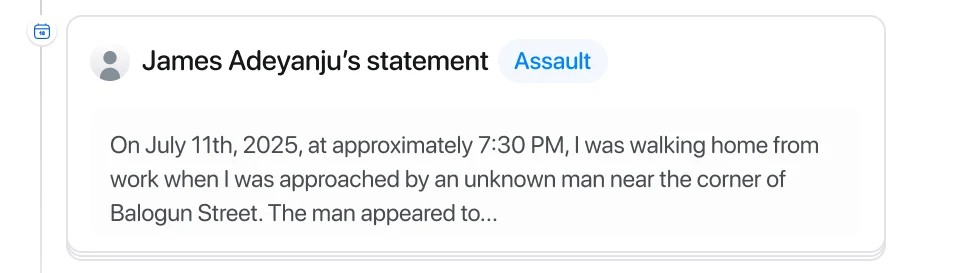 James Adeyanju’s statement Assault
On July 11th, 2025, at approximately 7:30 PM, I was walking home from
work when I was approached by an unknown man near the corner of
Balogun Street. The man appeared to...